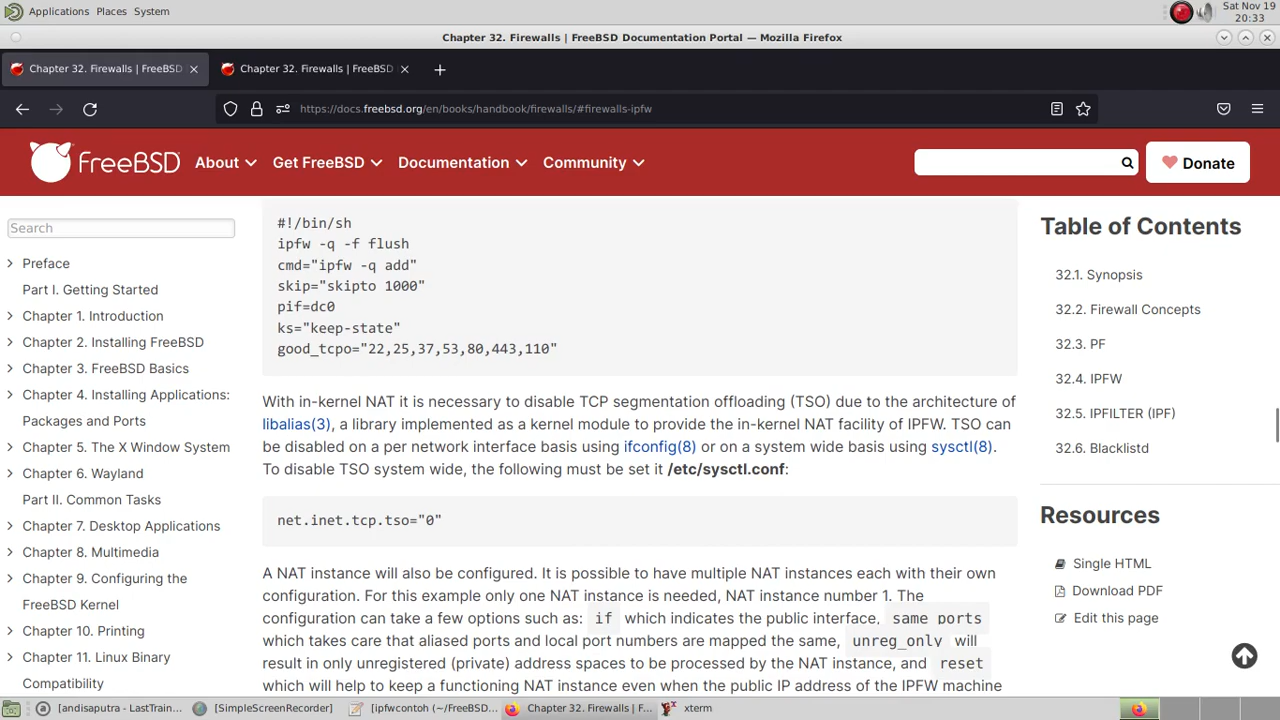 Applications Places System
Sat Nov 19
20:33
Chapter 32. Firewalls | FreeBSD Documentation Portal — Mozilla Firefox
Chapter 32. Firewalls | FreeBSD
Chapter 32. Firewalls | FreeBSD
https://docs.freebsd.org/en/books/handbook/firewalls/#firewalls-ipfw
FreeBSD
About
Get FreeBSD
Documentation
Community
Donate
Search
Preface
Part I. Getting Started
Chapter 1. Introduction
Chapter 2. Installing FreeBSD
Chapter 3. FreeBSD Basics
Chapter 4. Installing Applications:
Packages and Ports
Chapter 5. The X Window System
Chapter 6. Wayland
Part II. Common Tasks
Chapter 7. Desktop Applications
Chapter 8. Multimedia
Chapter 9. Configuring the
FreeBSD Kernel
Chapter 10. Printing
Chapter 11. Linux Binary
Compatibility
#!/bin/sh
ipfw -q -f flush
cmd="ipfw -q add"
skip="skipto 1000"
pif=dc0
ks="keep-state"
good_tcpo="22,25,37,53,80,443,110"
With in-kernel NAT it is necessary to disable TCP segmentation offloading (TSO) due to the architecture of
libalias(3), a library implemented as a kernel module to provide the in-kernel NAT facility of IPFW. TSO can
be disabled on a per network interface basis using ifconfig(8) or on a system wide basis using sysctl(8).
To disable TSO system wide, the following must be set it /etc/sysctl.conf:
net.inet.tcp.tso="0"
A NAT instance will also be configured. It is possible to have multiple NAT instances each with their own
configuration. For this example only one NAT instance is needed, NAT instance number 1. The
configuration can take a few options such as: if which indicates the public interface, same_ports
which takes care that aliased ports and local port numbers are mapped the same, unreg_only will
result in only unregistered (private) address spaces to be processed by the NAT instance, and reset
which will help to keep a functioning NAT instance even when the public IP address of the IPFW machine
Table of Contents
32.1. Synopsis
32.2. Firewall Concepts
32.3. PF
32.4. IPFW
32.5. IPFILTER (IPF)
32.6. Blacklistd
Resources
Single HTML
Download PDF
Edit this page
[andisaputra - LastTrain...
[SimpleScreenRecorder]
[ipfwcontoh (~/FreeBSD...
Chapter 32. Firewalls | F...
xterm